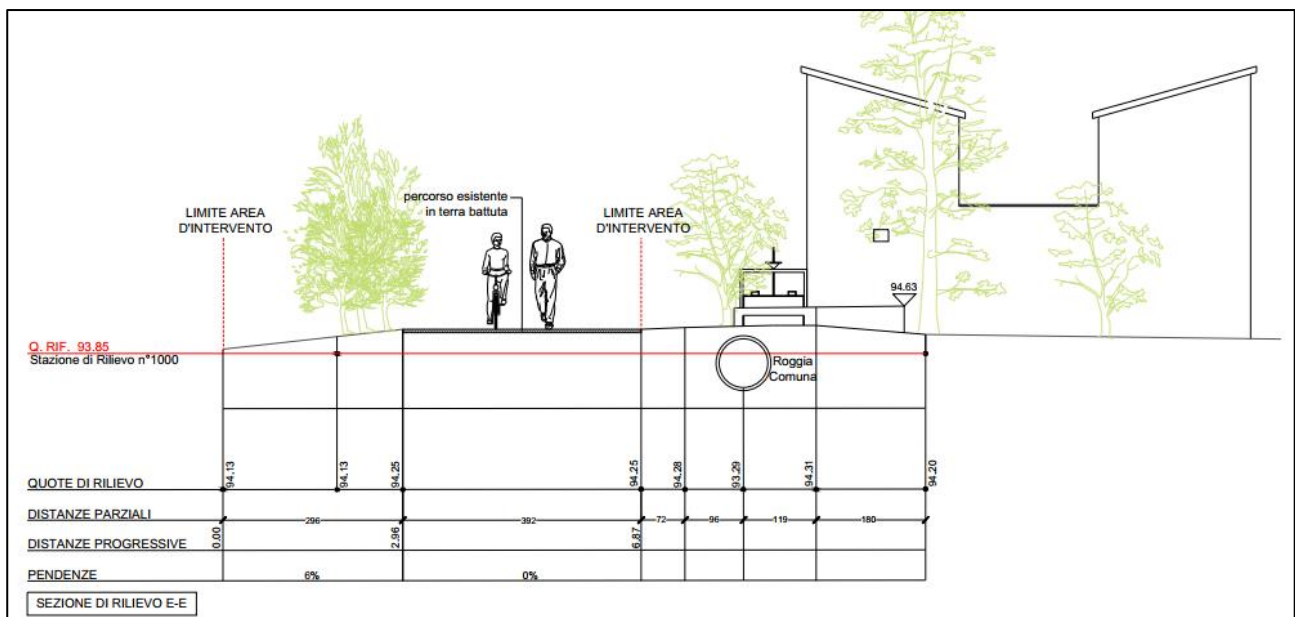 percorso esistente
in terra battuta
LIMITE AREA
D'INTERVENTO
LIMITE AREA
D'INTERVENTO
94.63
Q. RIF. 93.85
Stazione di Rilievo n°1000
Roggia
Comuna
QUOTE DI RILIEVO 94.13 94.13 94.25 94.25 94.28 93.29 94.31 94.20
DISTANZE PARZIALI 296 392 72 96 119 180
DISTANZE PROGRESSIVE 0.00 2.96 6.87
PENDENZE 6% 0%
SEZIONE DI RILIEVO E-E